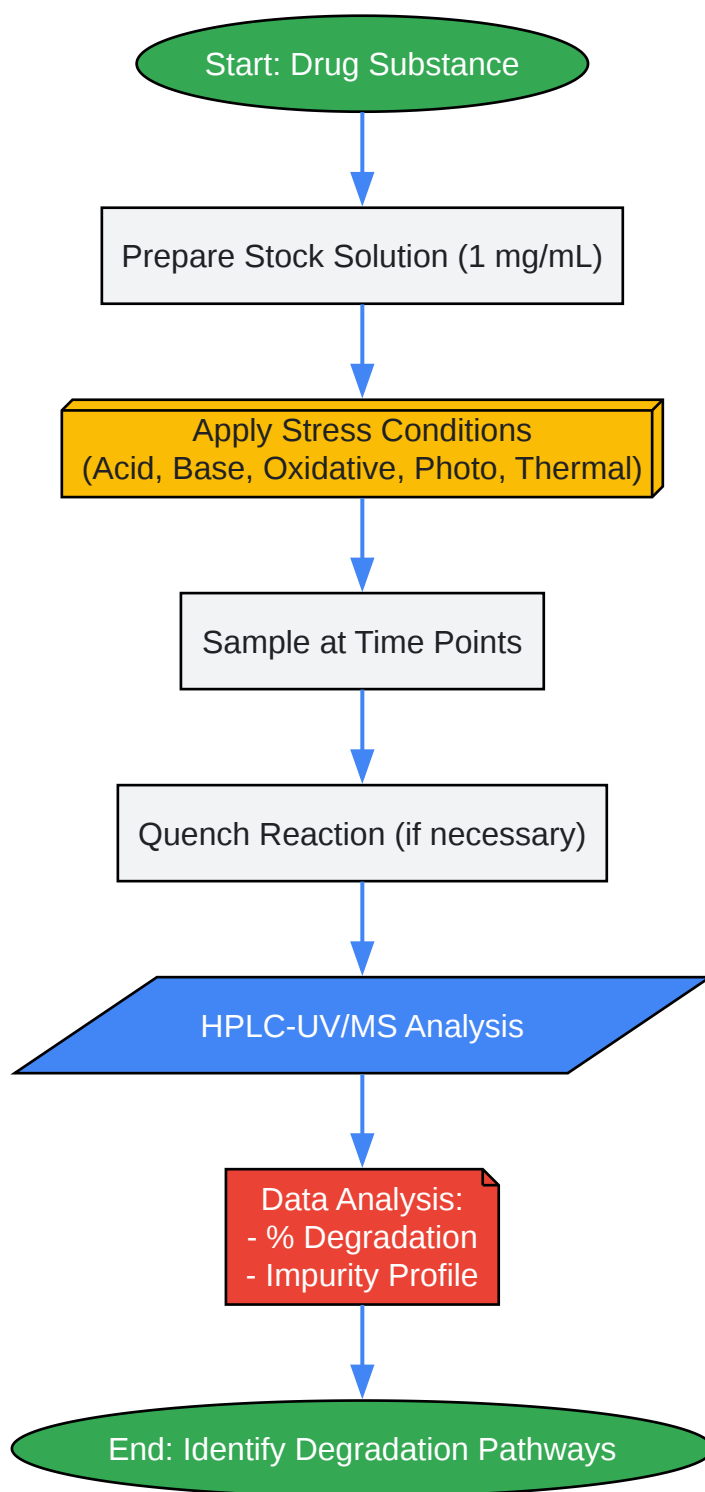 Start: Drug Substance
Prepare Stock Solution (1 mg/mL)
Apply Stress Conditions
(Acid, Base, Oxidative, Photo, Thermal)
Sample at Time Points
Quench Reaction (if necessary)
HPLC-UV/MS Analysis
Data Analysis:
- % Degradation
- Impurity Profile
End: Identify Degradation Pathways